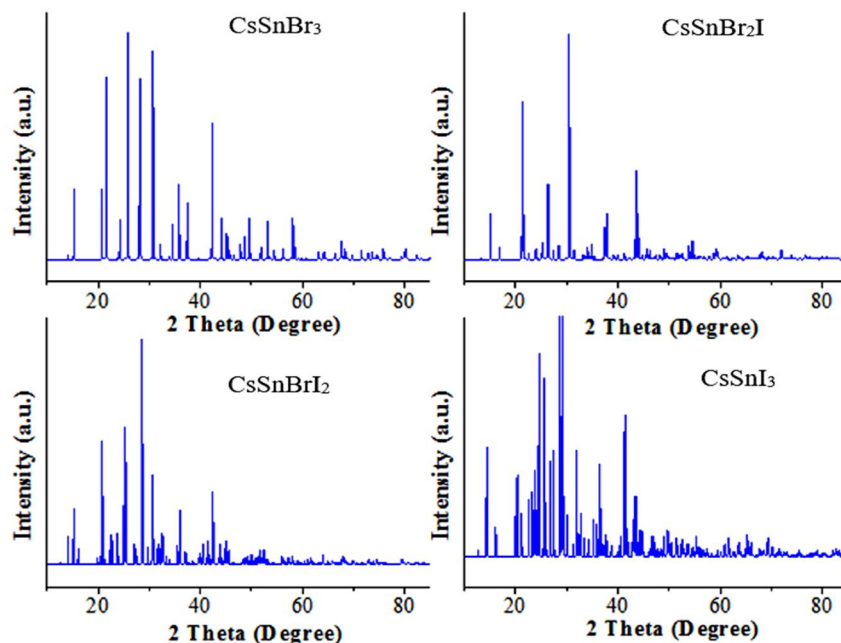 CsSnBr₃
Intensity (a.u.)
20 40 60 80
2 Theta (Degree)
CsSnBr₂I
Intensity (a.u.)
20 40 60 80
2 Theta (Degree)
CsSnBrI₂
Intensity (a.u.)
20 40 60 80
2 Theta (Degree)
CsSnI₃
Intensity (a.u.)
20 40 60 80
2 Theta (Degree)